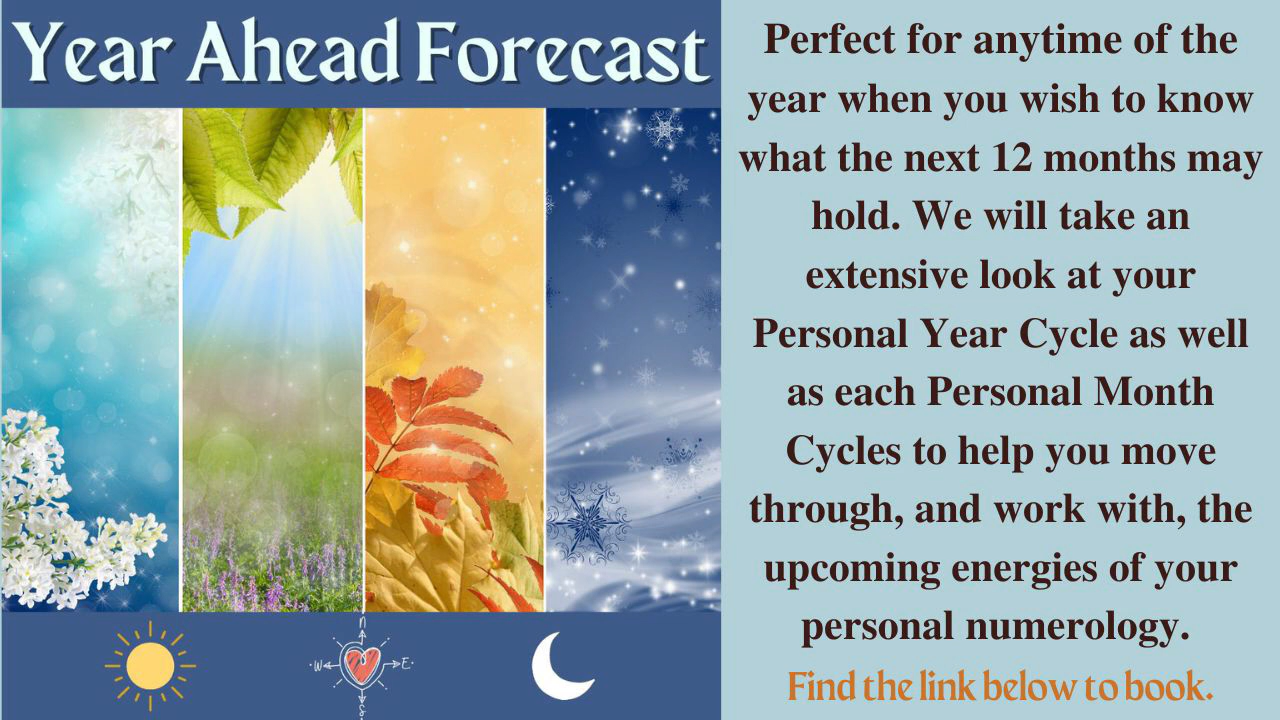 Year Ahead Forecast
n
W E
s
Perfect for anytime of the
year when you wish to know
what the next 12 months may
hold. We will take an
extensive look at your
Personal Year Cycle as well
as each Personal Month
Cycles to help you move
through, and work with, the
upcoming energies of your
personal numerology.
Find the link below to book.